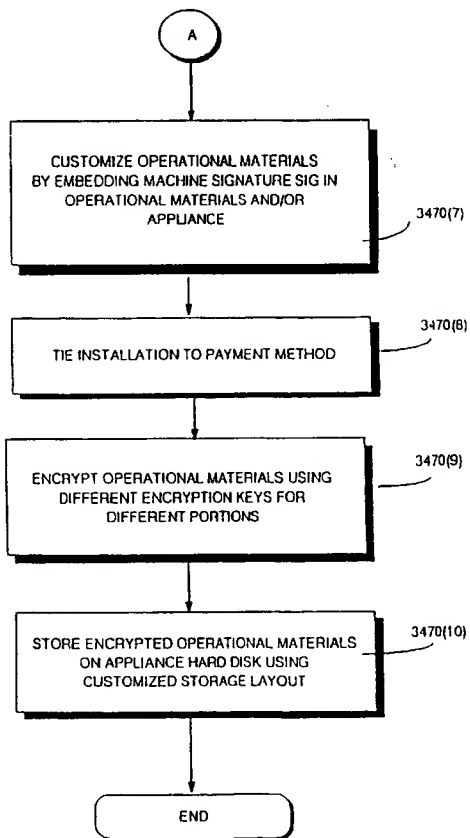 A
CUSTOMIZE OPERATIONAL MATERIALS
BY EMBEDDING MACHINE SIGNATURE SIG IN
OPERATIONAL MATERIALS AND/OR
APPLIANCE
3470(7)
3470(8)
TIE INSTALLATION TO PAYMENT METHOD
3470(9)
ENCRYPT OPERATIONAL MATERIALS USING
DIFFERENT ENCRYPTION KEYS FOR
DIFFERENT PORTIONS
3470(10)
STORE ENCRYPTED OPERATIONAL MATERIALS
ON APPLIANCE HARD DISK USING
CUSTOMIZED STORAGE LAYOUT
END